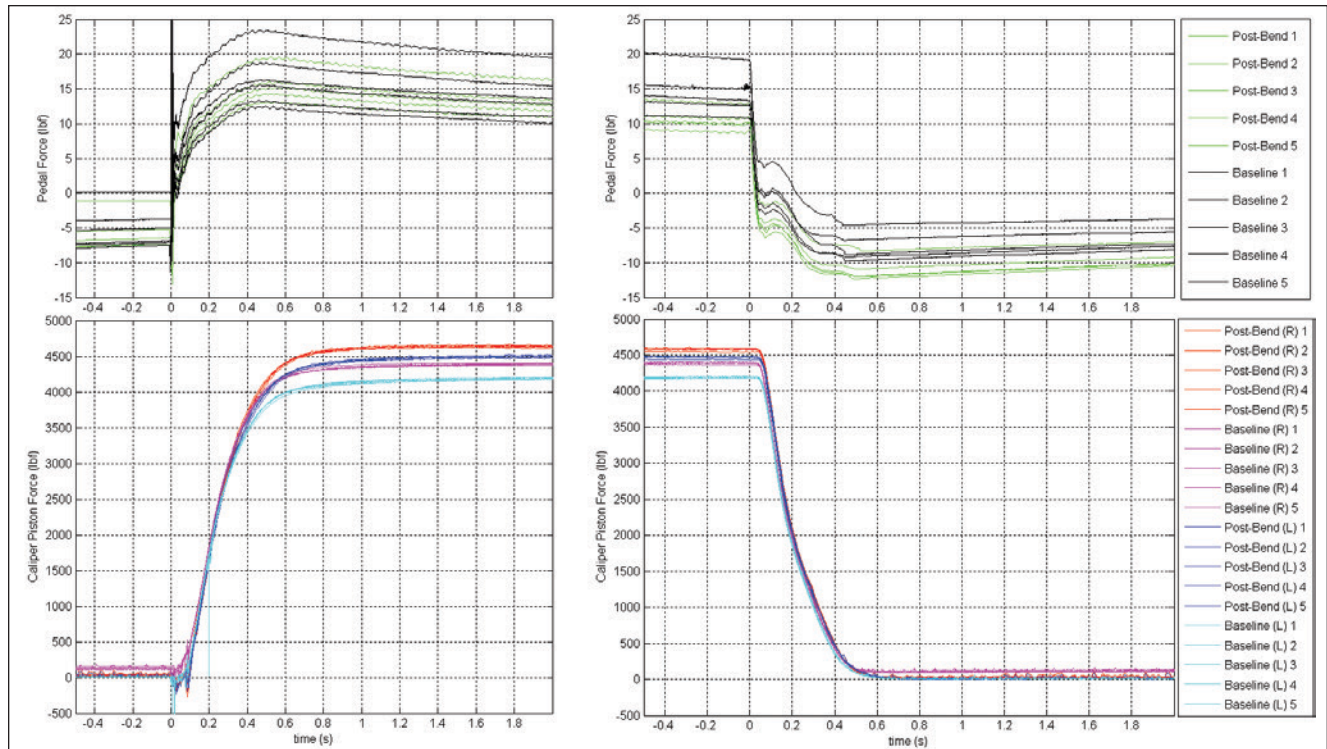 25
20
15
10
5
0
-5
-10
-15
Pedal Force (lbf)
-0.4 -0.2 0 0.2 0.4 0.6 0.8 1 1.2 1.4 1.6 1.8
25
20
15
10
5
0
-5
-10
-15
Pedal Force (lbf)
-0.4 -0.2 0 0.2 0.4 0.6 0.8 1 1.2 1.4 1.6 1.8
Post-Bend 1
Post-Bend 2
Post-Bend 3
Post-Bend 4
Post-Bend 5
Baseline 1
Baseline 2
Baseline 3
Baseline 4
Baseline 5
5000
4500
4000
3500
3000
2500
2000
1500
1000
500
0
-500
Caliper Piston Force (lbf)
-0.4 -0.2 0 0.2 0.4 0.6 0.8 1 1.2 1.4 1.6 1.8
time (s)
5000
4500
4000
3500
3000
2500
2000
1500
1000
500
0
-500
Caliper Piston Force (lbf)
-0.4 -0.2 0 0.2 0.4 0.6 0.8 1 1.2 1.4 1.6 1.8
time (s)
Post-Bend (R) 1
Post-Bend (R) 2
Post-Bend (R) 3
Post-Bend (R) 4
Post-Bend (R) 5
Baseline (R) 1
Baseline (R) 2
Baseline (R) 3
Baseline (R) 4
Baseline (R) 5
Post-Bend (L) 1
Post-Bend (L) 2
Post-Bend (L) 3
Post-Bend (L) 4
Post-Bend (L) 5
Baseline (L) 1
Baseline (L) 2
Baseline (L) 3
Baseline (L) 4
Baseline (L) 5